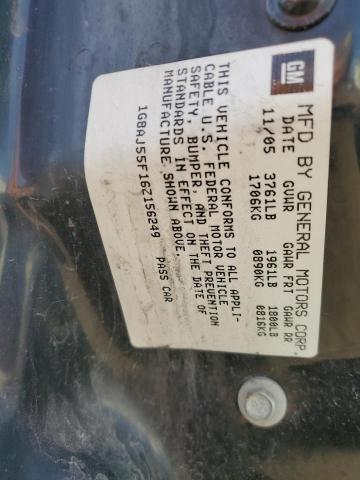 GM MFD BY GENERAL MOTORS CORP.
DATE GVWR GAWR FRT GAWR RR
11/05 3761LB 1961LB 1800LB
1706KG 0890KG 0816KG
THIS VEHICLE CONFORMS TO ALL APPLI-
CABLE U.S. FEDERAL MOTOR VEHICLE
SAFETY, BUMPER, AND THEFT PREVENTION
STANDARDS IN EFFECT ON THE DATE OF
MANUFACTURE SHOWN ABOVE.
1G8AJ55F16Z156249 PASS CAR